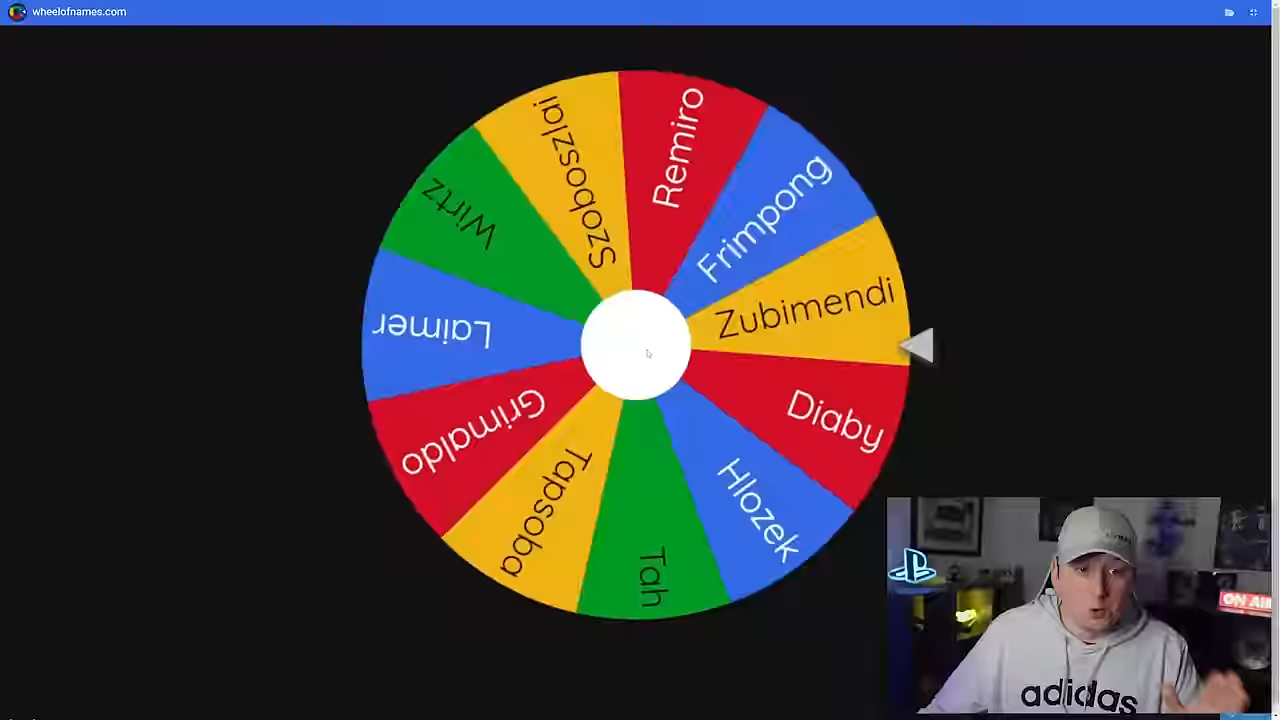 wheelofnames.com
Szoboszlai
Remiro
Frimpong
Zubimendi
Diaby
Hlozek
Tah
Tapsoba
Grimaldo
Laimer
Wirtz
ON AIR
adidas